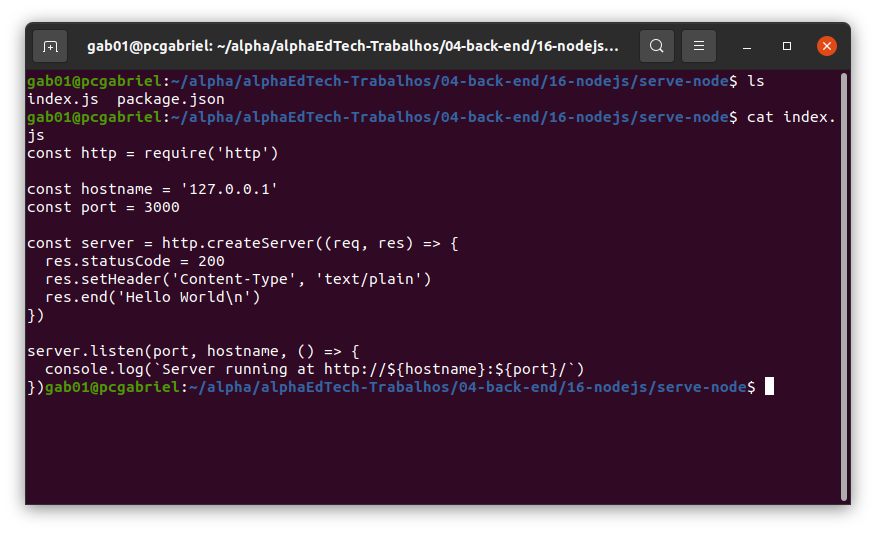 gab01@pcgabriel: ~/alpha/alphaEdTech-Trabalhos/04-back-end/16-nodejs...
gab01@pcgabriel:~/alpha/alphaEdTech-Trabalhos/04-back-end/16-nodejs/serve-node$ ls
index.js  package.json
gab01@pcgabriel:~/alpha/alphaEdTech-Trabalhos/04-back-end/16-nodejs/serve-node$ cat index.
js
const http = require('http')

const hostname = '127.0.0.1'
const port = 3000

const server = http.createServer((req, res) => {
  res.statusCode = 200
  res.setHeader('Content-Type', 'text/plain')
  res.end('Hello World\n')
})

server.listen(port, hostname, () => {
  console.log(`Server running at http://${hostname}:${port}/`)
})gab01@pcgabriel:~/alpha/alphaEdTech-Trabalhos/04-back-end/16-nodejs/serve-node$